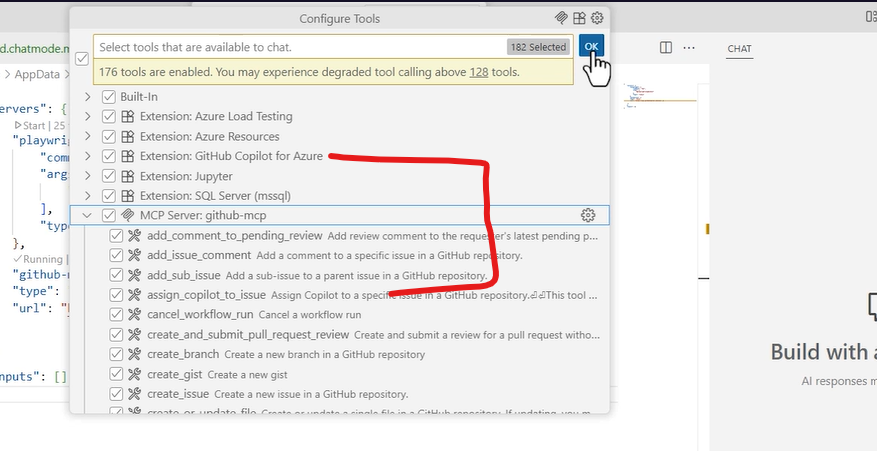 Configure Tools
Select tools that are available to chat.
182 Selected
OK
176 tools are enabled. You may experience degraded tool calling above 128 tools.
Built-In
Extension: Azure Load Testing
Extension: Azure Resources
Extension: GitHub Copilot for Azure
Extension: Jupyter
Extension: SQL Server (mssql)
MCP Server: github-mcp
add_comment_to_pending_review Add review comment to the requester's latest pending p...
add_issue_comment Add a comment to a specific issue in a GitHub repository.
add_sub_issue Add a sub-issue to a parent issue in a GitHub repository.
assign_copilot_to_issue Assign Copilot to a specific issue in a GitHub repository.⏎⏎This tool ...
cancel_workflow_run Cancel a workflow run
create_and_submit_pull_request_review Create and submit a review for a pull request witho...
create_branch Create a new branch in a GitHub repository
create_gist Create a new gist
create_issue Create a new issue in a GitHub repository.
create_or_update_file Create or update a single file in a GitHub repository. If updating, you m...
d.chatmode.m
> AppData >
ervers": {
Start | 25
"playwrig
"comm
"arg
],
"type
},
✓Running |
"github-m
"type":
"url": "
nputs": []
CHAT
Build with a
AI responses m